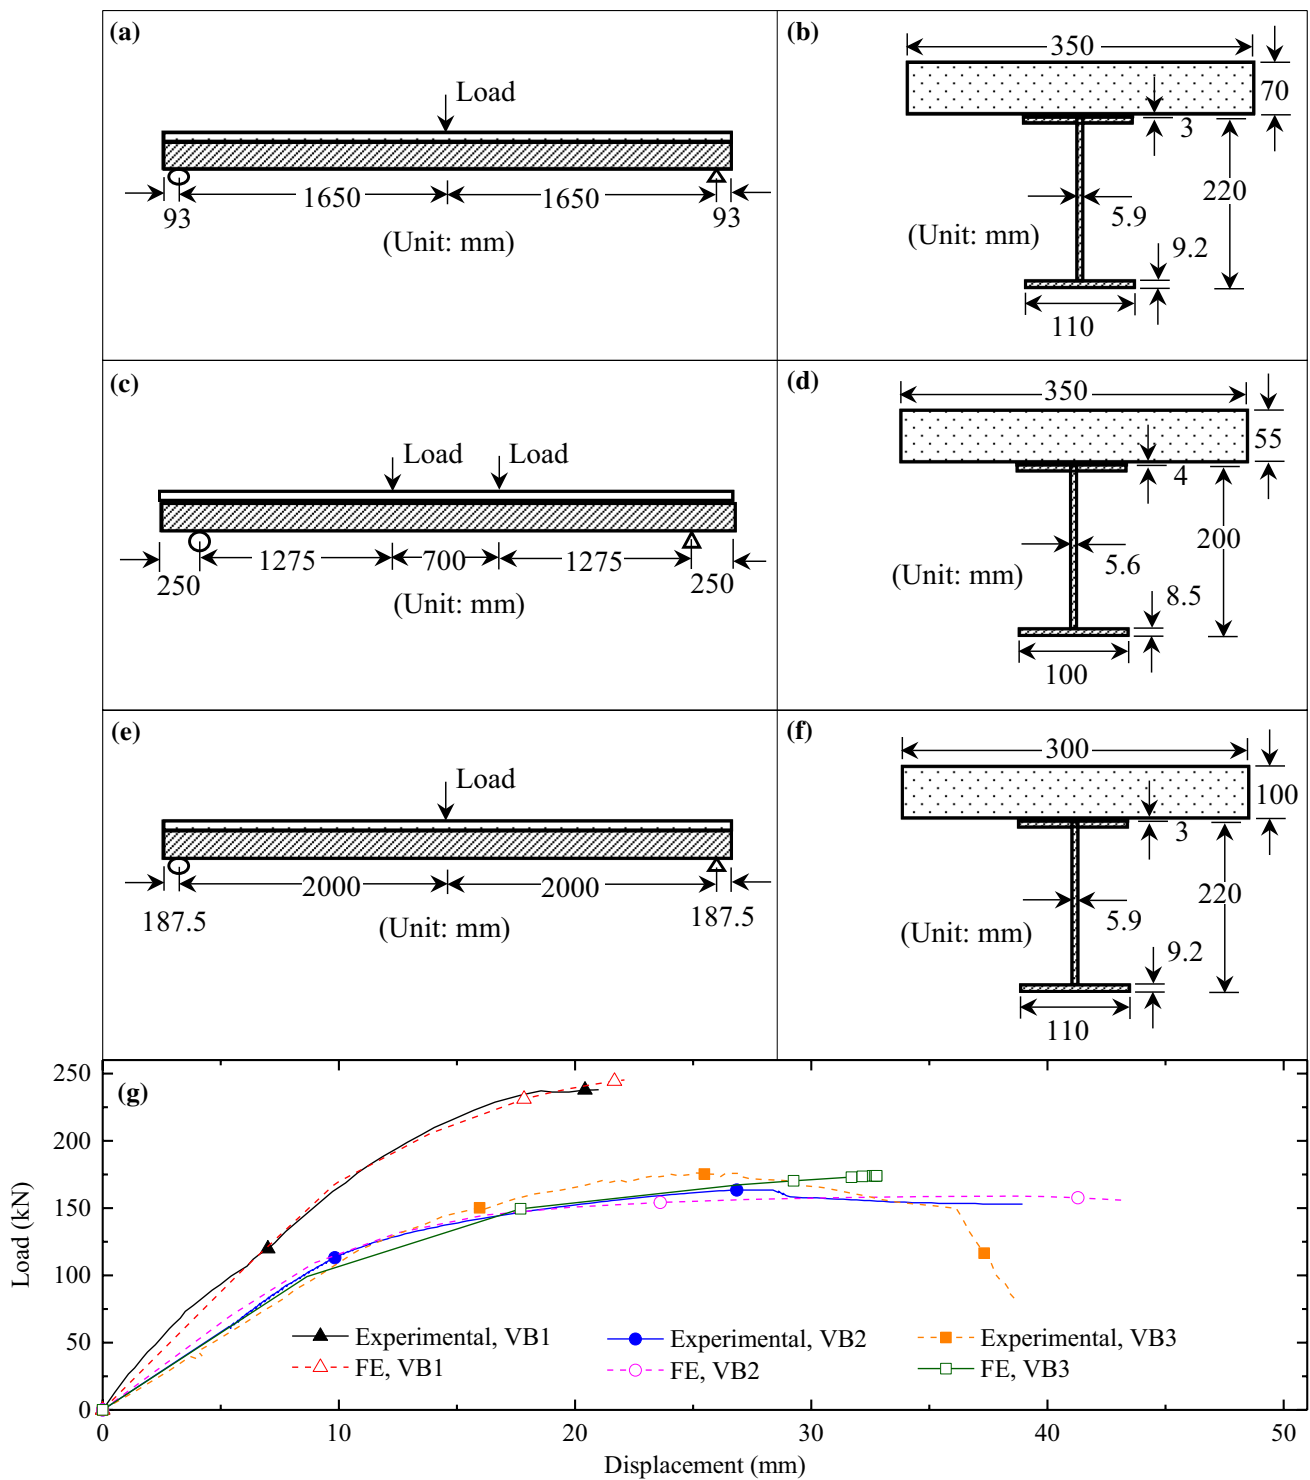 (a)
Load
1650
1650
93
93
(Unit: mm)
(b)
350
70
3
220
5.9
(Unit: mm)
9.2
110
(c)
Load
Load
1275
700
1275
250
250
(Unit: mm)
(d)
350
55
4
200
5.6
(Unit: mm)
8.5
100
(e)
Load
2000
2000
187.5
187.5
(Unit: mm)
(f)
300
100
3
220
5.9
(Unit: mm)
9.2
110
(g)
250
200
150
100
50
0
Load (kN)
Experimental, VB1
Experimental, VB2
Experimental, VB3
FE, VB1
FE, VB2
FE, VB3
0
10
20
30
40
50
Displacement (mm)